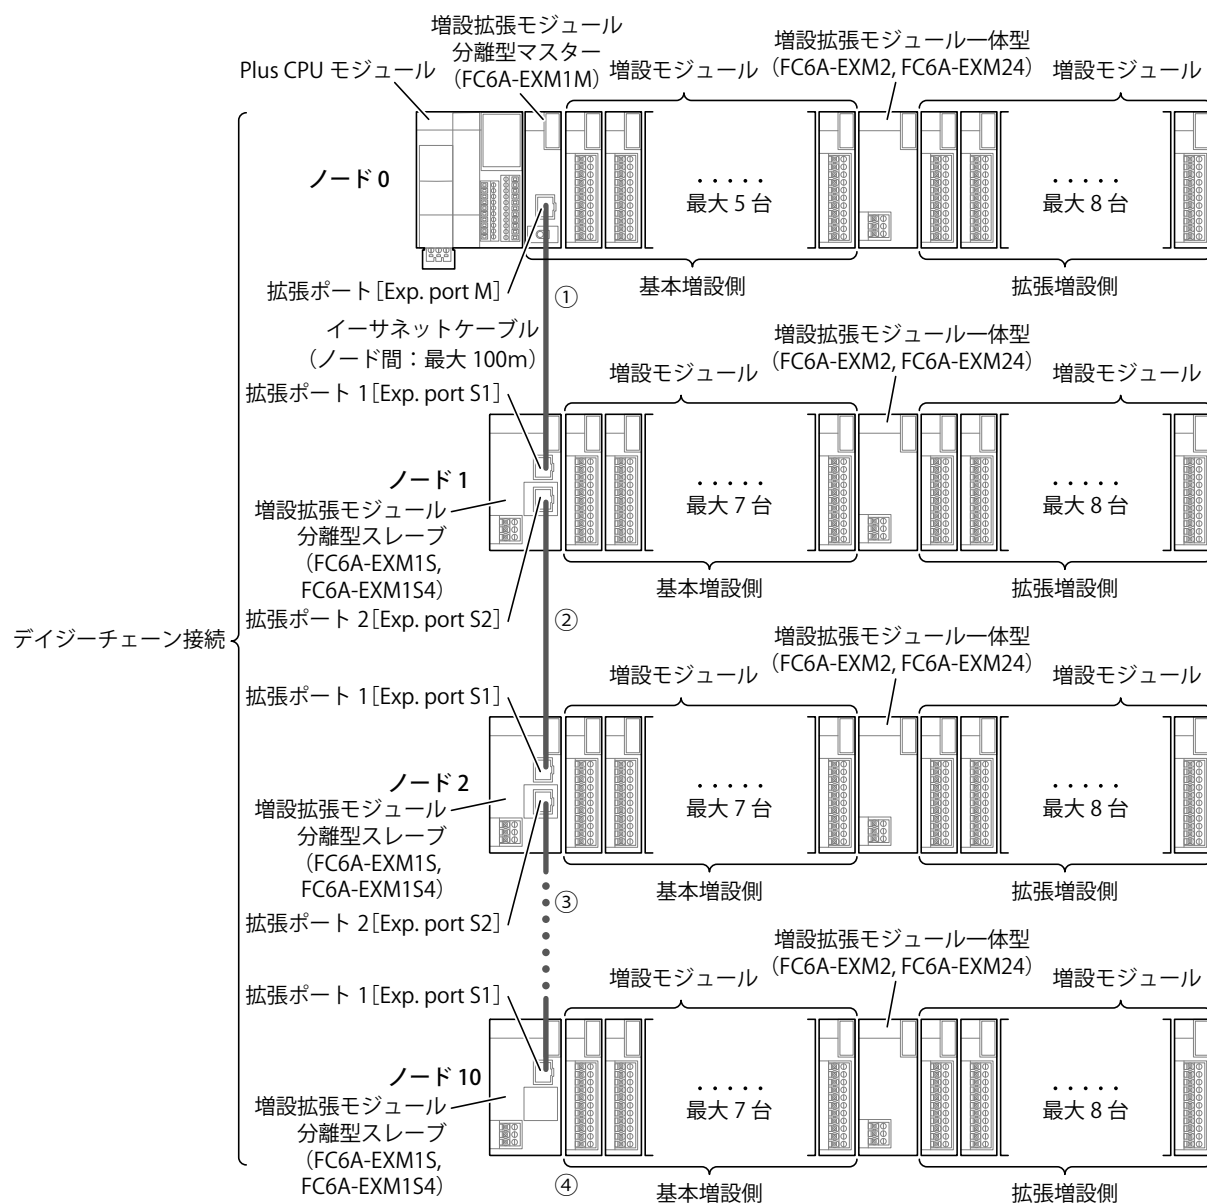 増設拡張モジュール
分離型マスター
(FC6A-EXM1M)
Plus CPU モジュール
増設モジュール
増設拡張モジュール一体型
(FC6A-EXM2, FC6A-EXM24)
増設モジュール
ノード 0
・・・・・
最大 5 台
・・・・・
最大 8 台
拡張ポート[Exp. port M]
①
基本増設側
拡張増設側
イーサネットケーブル
(ノード間：最大 100m)
拡張ポート 1[Exp. port S1]
増設モジュール
増設拡張モジュール一体型
(FC6A-EXM2, FC6A-EXM24)
増設モジュール
ノード 1
増設拡張モジュール
分離型スレーブ
(FC6A-EXM1S,
FC6A-EXM1S4)
・・・・・
最大 7 台
・・・・・
最大 8 台
基本増設側
拡張増設側
拡張ポート 2[Exp. port S2]
②
デイジーチェーン接続
拡張ポート 1[Exp. port S1]
増設モジュール
増設拡張モジュール一体型
(FC6A-EXM2, FC6A-EXM24)
増設モジュール
ノード 2
増設拡張モジュール
分離型スレーブ
(FC6A-EXM1S,
FC6A-EXM1S4)
・・・・・
最大 7 台
・・・・・
最大 8 台
基本増設側
拡張増設側
拡張ポート 2[Exp. port S2]
③
拡張ポート 1[Exp. port S1]
増設モジュール
増設拡張モジュール一体型
(FC6A-EXM2, FC6A-EXM24)
増設モジュール
ノード 10
増設拡張モジュール
分離型スレーブ
(FC6A-EXM1S,
FC6A-EXM1S4)
・・・・・
最大 7 台
・・・・・
最大 8 台
④
基本増設側
拡張増設側